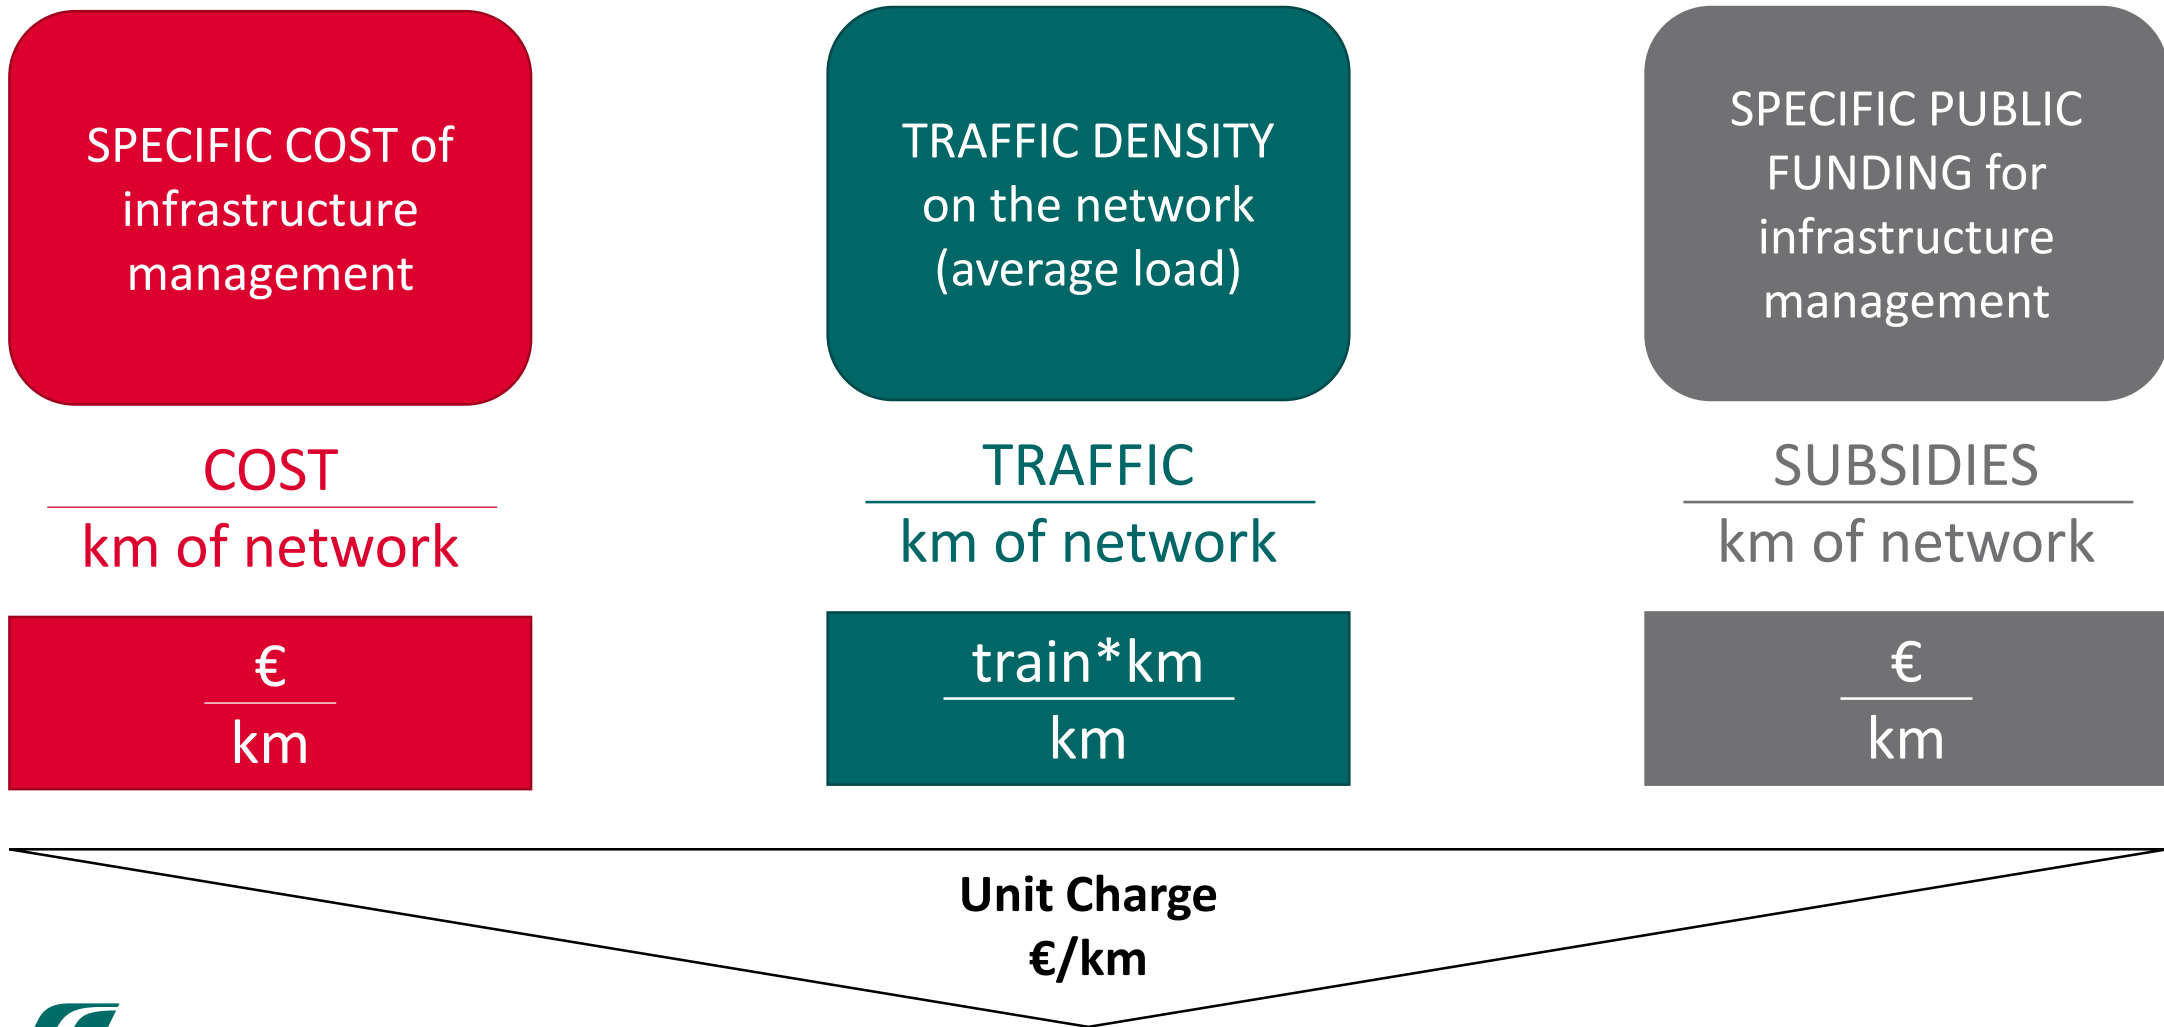 SPECIFIC COST of
infrastructure
management
COST
km of network
€
km
TRAFFIC DENSITY
on the network
(average load)
TRAFFIC
km of network
train*km
km
SPECIFIC PUBLIC
FUNDING for
infrastructure
management
SUBSIDIES
km of network
€
km
Unit Charge
€/km